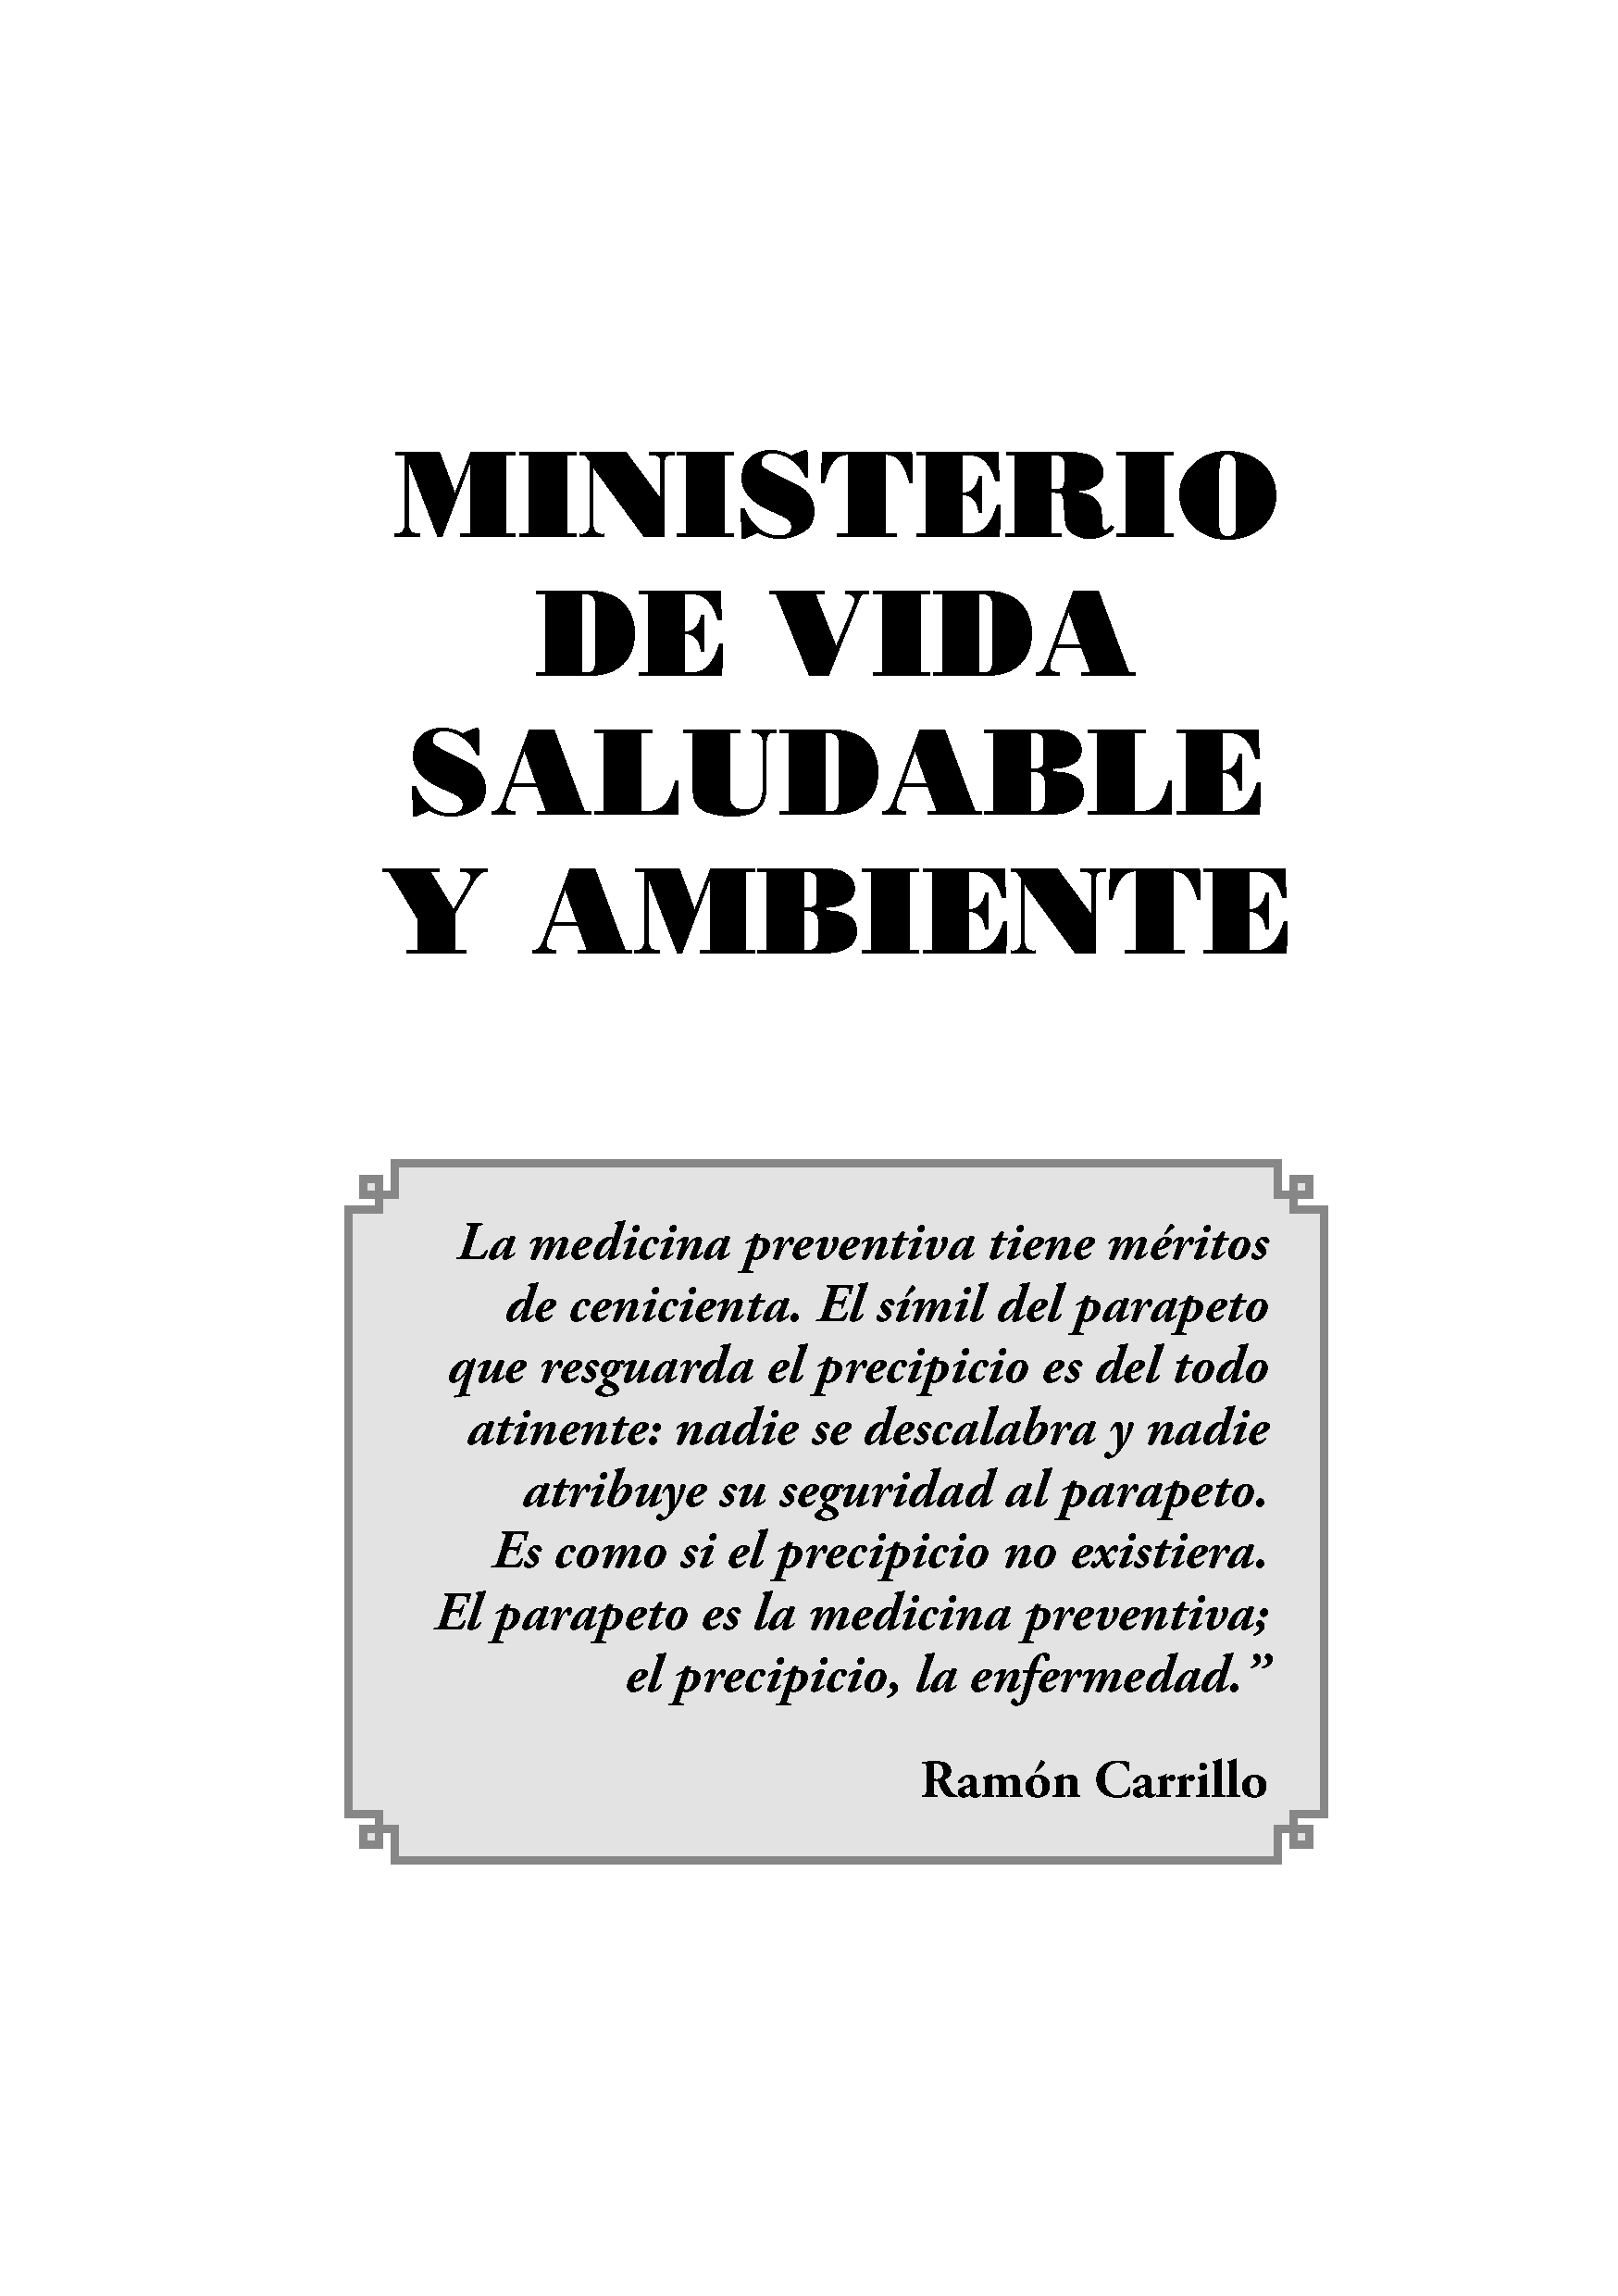 MINISTERIO
DE VIDA
SALUDABLE
Y AMBIENTE
La medicina preventiva tiene méritos
de cenicienta. El símil del parapeto
que resguarda el precipicio es del todo
atinente: nadie se descalabra y nadie
atribuye su seguridad al parapeto.
Es como si el precipicio no existiera.
El parapeto es la medicina preventiva;
el precipicio, la enfermedad.”
Ramón Carrillo